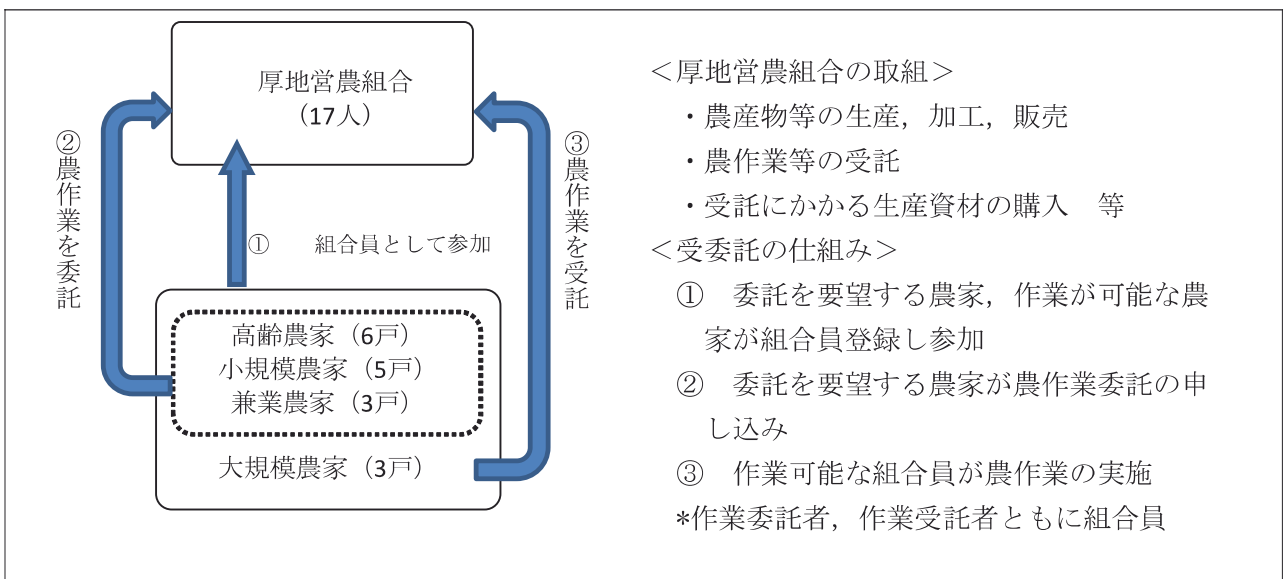 厚地営農組合
（17人）
②農作業を委託
③農作業を受託
①　　組合員として参加
高齢農家（6戸）
小規模農家（5戸）
兼業農家（3戸）
大規模農家（3戸）
＜厚地営農組合の取組＞
・農産物等の生産，加工，販売
・農作業等の受託
・受託にかかる生産資材の購入　等
＜受委託の仕組み＞
①　委託を要望する農家，作業が可能な農
家が組合員登録し参加
②　委託を要望する農家が農作業委託の申
し込み
③　作業可能な組合員が農作業の実施
*作業委託者，作業受託者ともに組合員